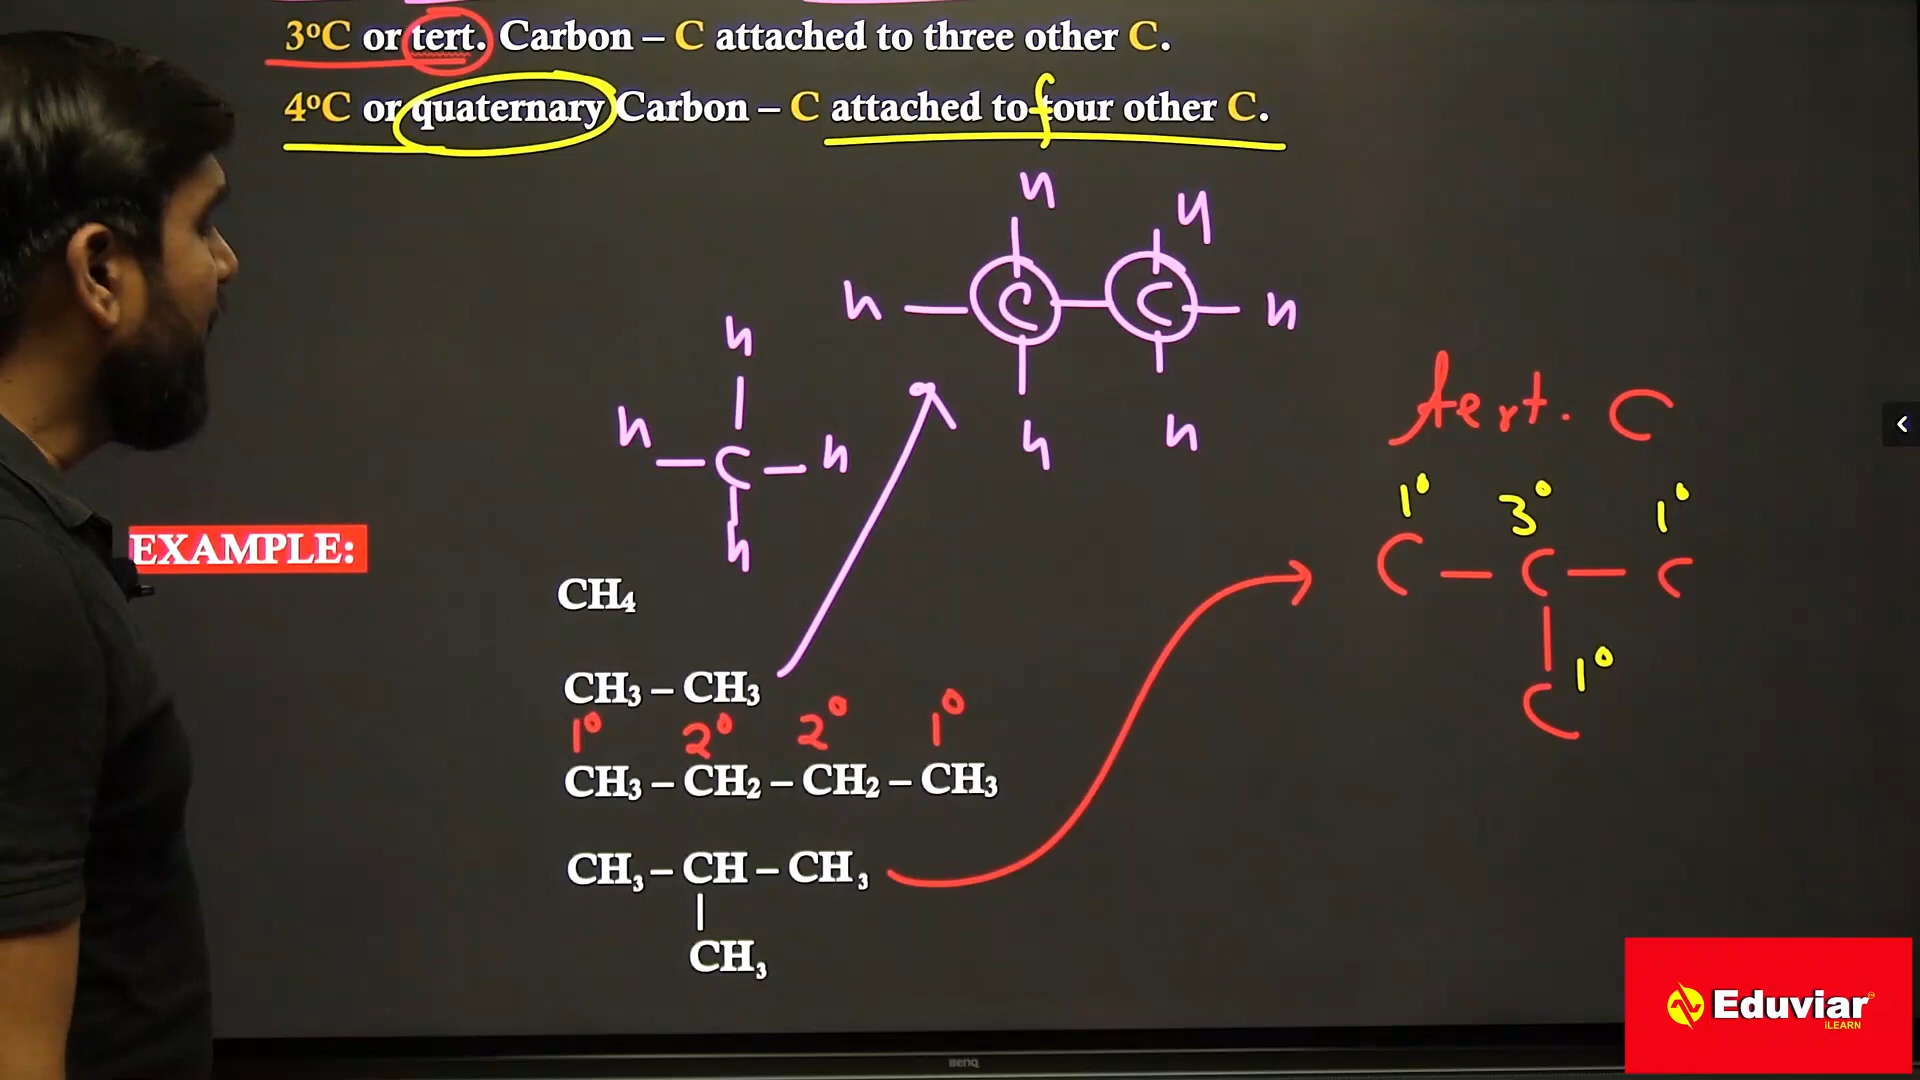 3°C or tert. Carbon – C attached to three other C.
4°C or quaternary Carbon – C attached to four other C.
H H
H C C H
H H
H
H C H
H
tert. C
1° 3° 1°
C — C — C
1°
C
EXAMPLE:
CH₄
CH₃ – CH₃
1° 2° 2° 1°
CH₃ – CH₂ – CH₂ – CH₃
CH₃ – CH – CH₃
|
CH₃
BenQ
Eduviar
iLEARN